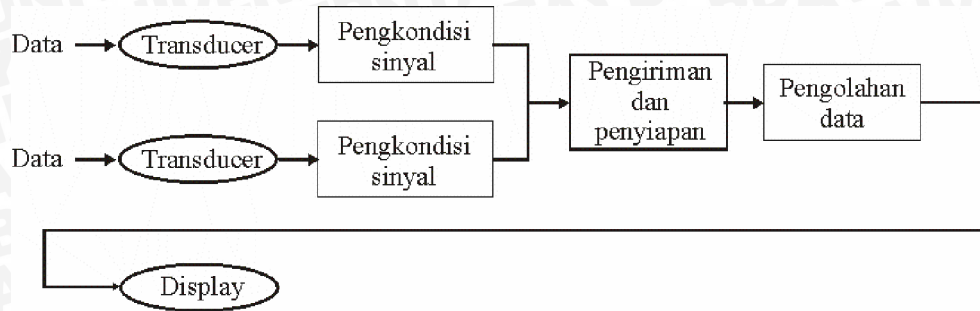 Data
Transducer
Pengkondisi
sinyal
Data
Transducer
Pengkondisi
sinyal
Pengiriman
dan
penyiapan
Pengolahan
data
Display